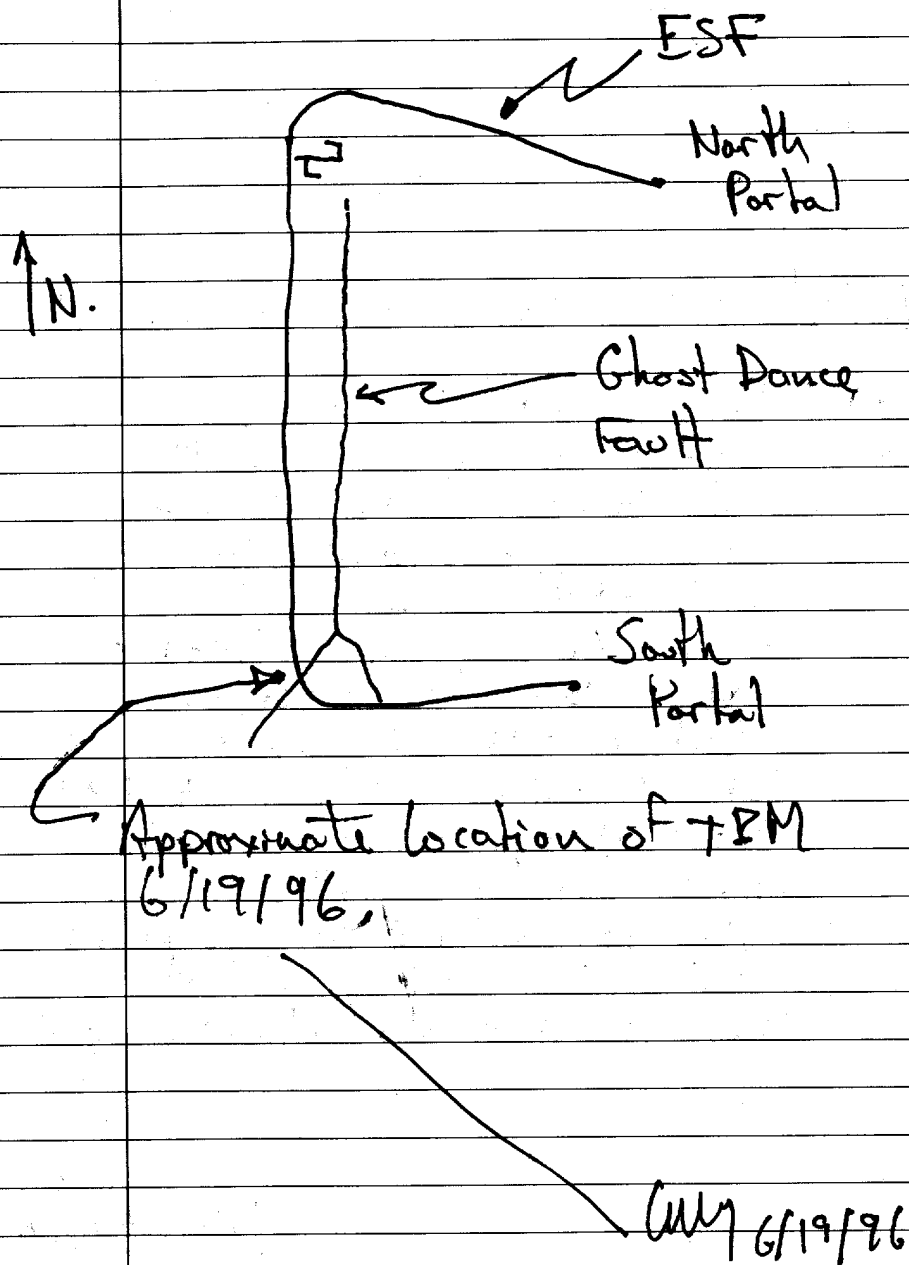 ESF
North
Portal
N.
Ghost Dance
Fault
South
Portal
Approximate location of TBM
6/19/96.
6/19/96